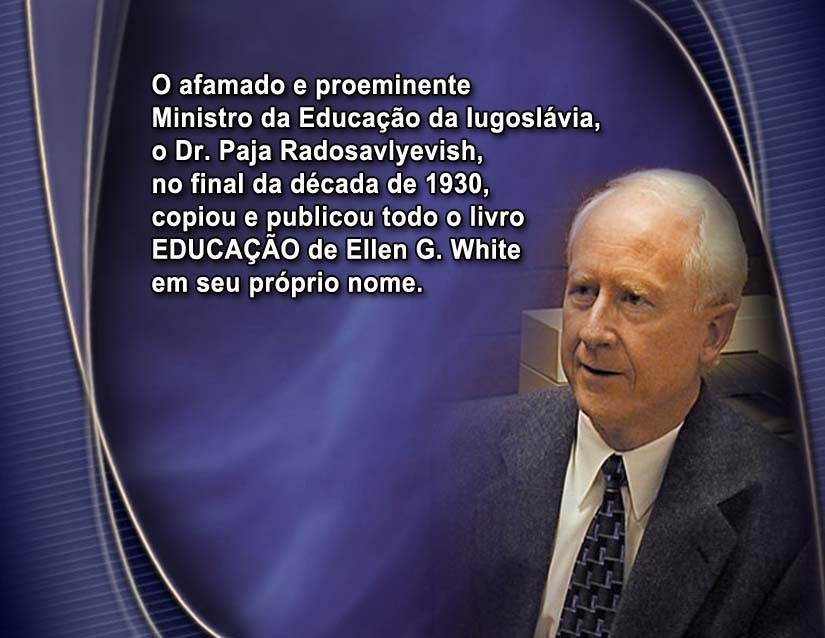 O afamado e proeminente
Ministro da Educação da Iugoslávia,
o Dr. Paja Radosavlyevish,
no final da década de 1930,
copiou e publicou todo o livro
EDUCAÇÃO de Ellen G. White
em seu próprio nome.